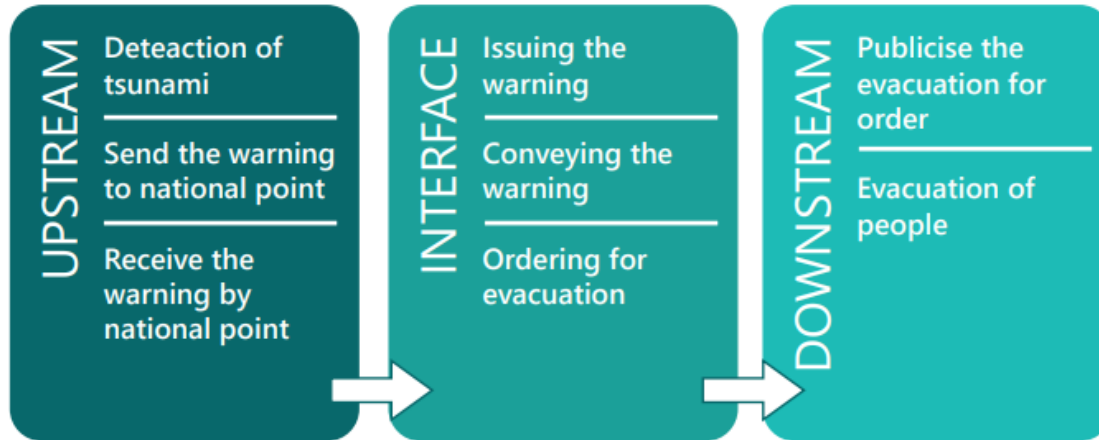 UPSTREAM
Deteaction of
tsunami
Send the warning
to national point
Receive the
warning by
national point
INTERFACE
Issuing the
warning
Conveying the
warning
Ordering for
evacuation
DOWNSTREAM
Publicise the
evacuation for
order
Evacuation of
people